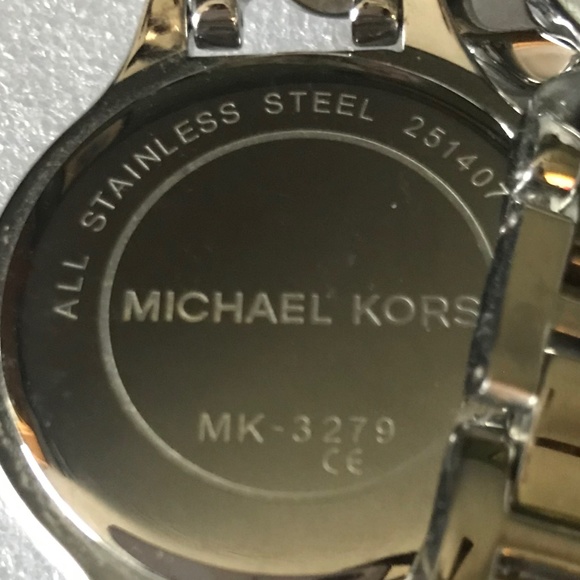 ALL STAINLESS STEEL 251407
MICHAEL KORS
MK-3279
CE